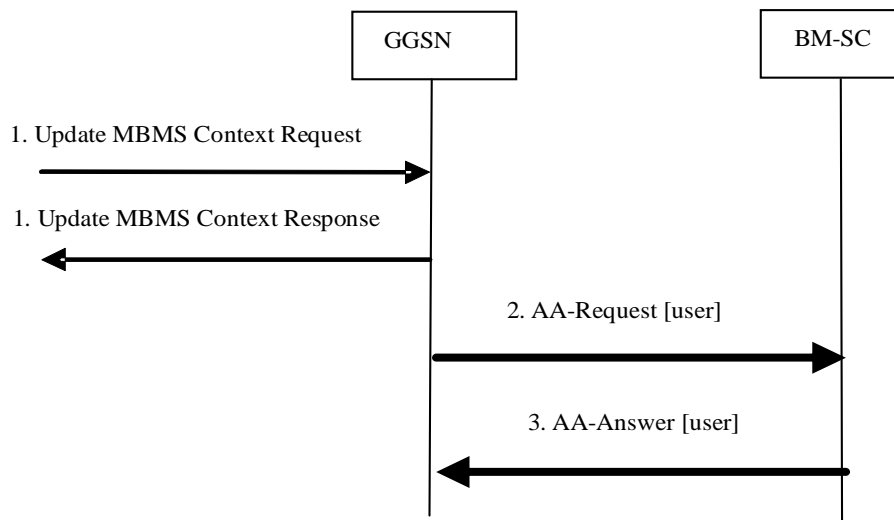 GGSN
BM-SC
1. Update MBMS Context Request
1. Update MBMS Context Response
2. AA-Request [user]
3. AA-Answer [user]